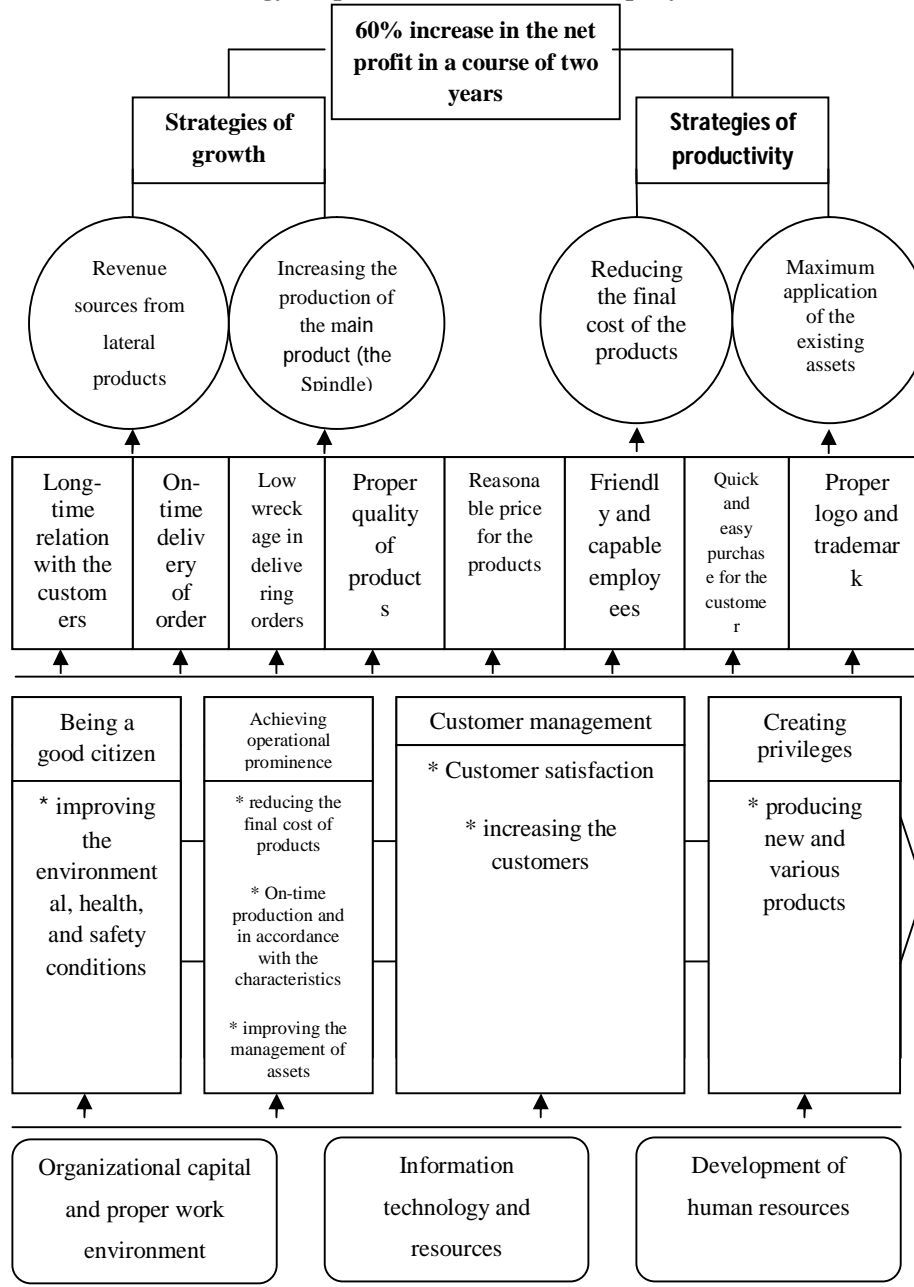 60% increase in the net
profit in a course of two
years
Strategies of
growth
Strategies of
productivity
Revenue
sources from
lateral
products
Increasing the
production of
the main
product (the
Spindle)
Reducing
the final
cost of the
products
Maximum
application
of the
existing
assets
Long-
time
relation
with the
custom
ers
On-
time
delive
ry of
order
Low
wreck
age in
delive
ring
orders
Proper
quality
of
product
s
Reasona
ble price
for the
products
Friendl
y and
capable
employ
ees
Quick
and
easy
purchas
e for the
custome
r
Proper
logo and
trademar
k
Being a
good citizen
* improving
the
environment
al, health,
and safety
conditions
Achieving
operational
prominence
* reducing the
final cost of
products
* On-time
production and
in accordance
with the
characteristics
* improving the
management of
assets
Customer management
* Customer satisfaction
* increasing the
customers
Creating
privileges
* producing
new and
various
products
Organizational capital
and proper work
environment
Information
technology and
resources
Development of
human resources